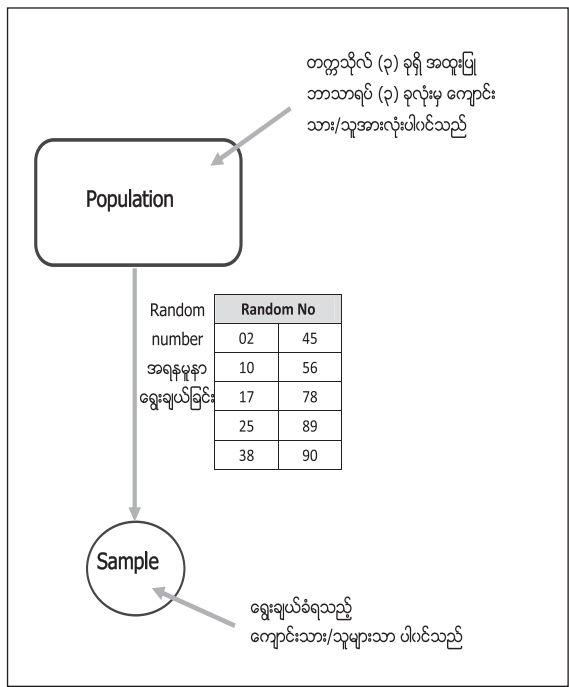 တက္ကသိုလ် (၃) ခုရှိ အထူးပြု
ဘာသာရပ် (၃) ခုလုံးမှ ကျောင်း
သား/သူအားလုံးပါ၀င်သည်
Population
Random
number
အရနမူနာ
ရွေးချယ်ခြင်း
Random No
02 45
10 56
17 78
25 89
38 90
Sample
ရွေးချယ်ခံရသည့်
ကျောင်းသား/သူများသာ ပါ၀င်သည်